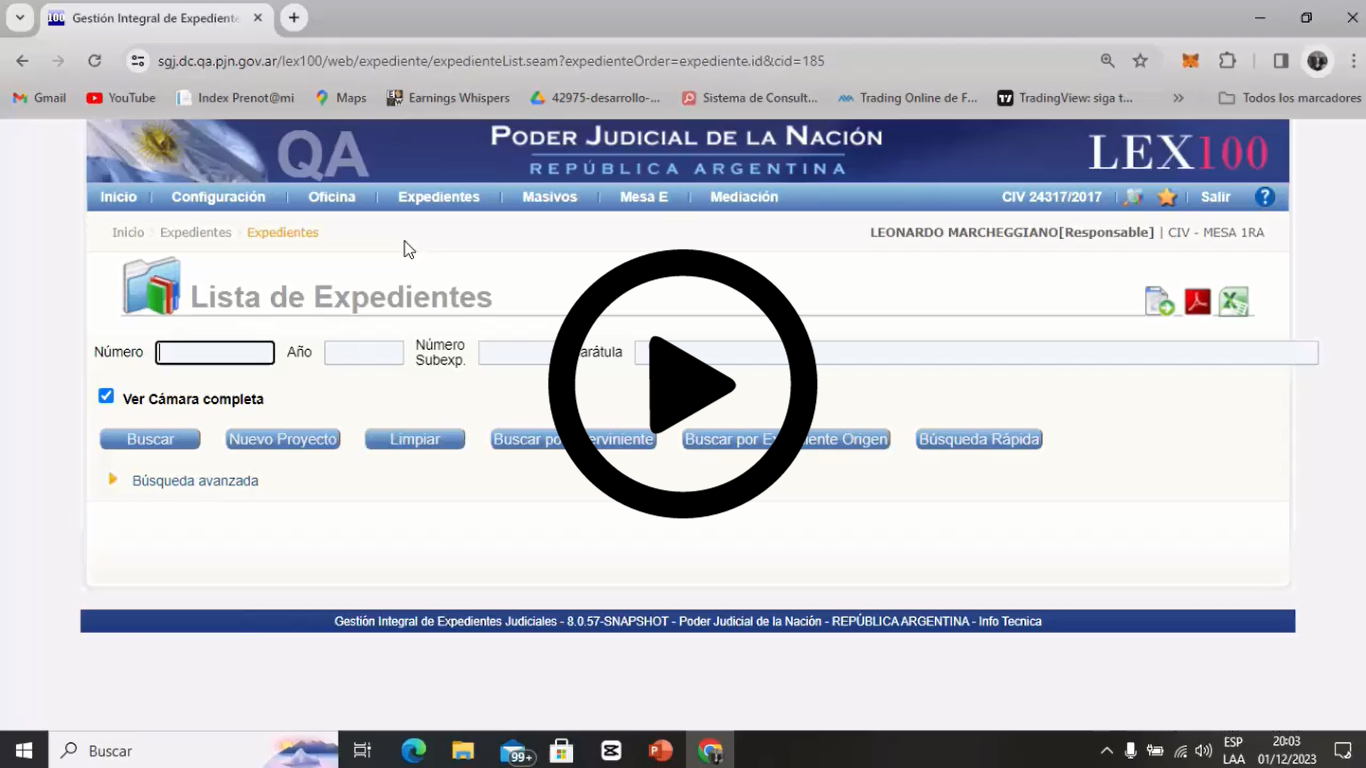 Gestión Integral de Expediente
sgj.dc.qa.pjn.gov.ar/lex100/web/expediente/expedienteList.seam?expedienteOrder=expediente.id&cid=185
Gmail YouTube Index Prenot@mi Maps Earnings Whispers 42975-desarrollo-... Sistema de Consult... Trading Online de F... TradingView: siga t... » Todos los marcadores
QA PODER JUDICIAL DE LA NACIÓN LEX100
REPÚBLICA ARGENTINA
Inicio Configuración Oficina Expedientes Masivos Mesa E Mediación CIV 24317/2017 Salir ?
Inicio Expedientes Expedientes LEONARDO MARCHEGGIANO[Responsable] | CIV - MESA 1RA
Lista de Expedientes
Número Año Número Subexp. arátula
Ver Cámara completa
Buscar Nuevo Proyecto Limpiar Buscar po erviniente Buscar por Ex diente Origen Búsqueda Rápida
Búsqueda avanzada
Gestión Integral de Expedientes Judiciales - 8.0.57-SNAPSHOT - Poder Judicial de la Nación - REPÚBLICA ARGENTINA - Info Tecnica
Buscar 99+ ESP 20:03
LAA 01/12/2023